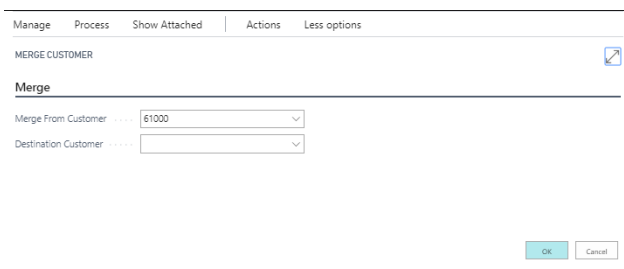 Manage Process Show Attached Actions Less options
MERGE CUSTOMER
Merge
Merge From Customer 61000
Destination Customer
OK Cancel